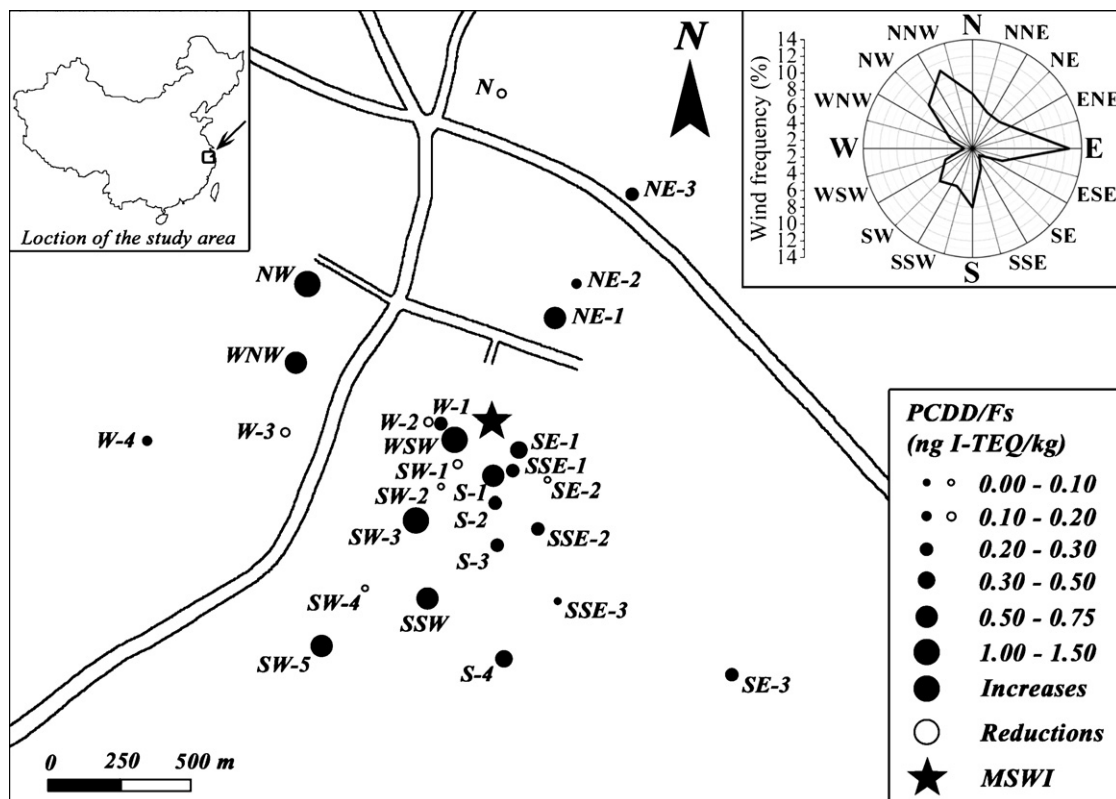 Loction of the study area
N
Wind frequency (%)
14
12
10
8
6
4
2
2
4
6
8
10
12
14
N
NNE
NE
ENE
E
ESE
SE
SSE
S
SSW
SW
WSW
W
WNW
NW
NNW
N
NE-3
NW
NE-2
NE-1
WNW
W-4
W-3
W-2
W-1
WSW
SE-1
SW-1
SSE-1
S-1
SE-2
SW-2
S-2
SW-3
SSE-2
S-3
SW-4
SSW
SSE-3
SW-5
S-4
SE-3
PCDD/Fs
(ng I-TEQ/kg)
0.00 - 0.10
0.10 - 0.20
0.20 - 0.30
0.30 - 0.50
0.50 - 0.75
1.00 - 1.50
Increases
Reductions
MSWI
0 250 500 m